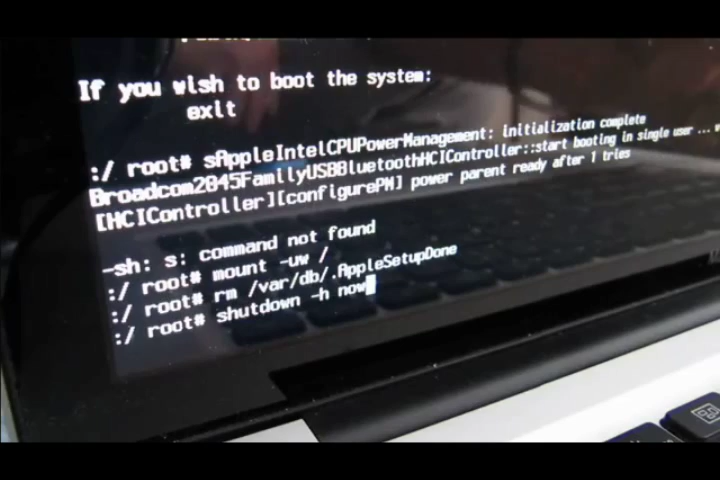 If you wish to boot the system:
exit
:/ root# sAppleIntelCPUPowerManagement: initialization complete
Broadcom2045FamilyUSBBluetoothHCIController::start booting in single user ...
[HCIController][configurePM] power parent ready after 1 tries
-sh: s: command not found
:/ root# mount -uw /
:/ root# rm /var/db/.AppleSetupDone
:/ root# shutdown -h now